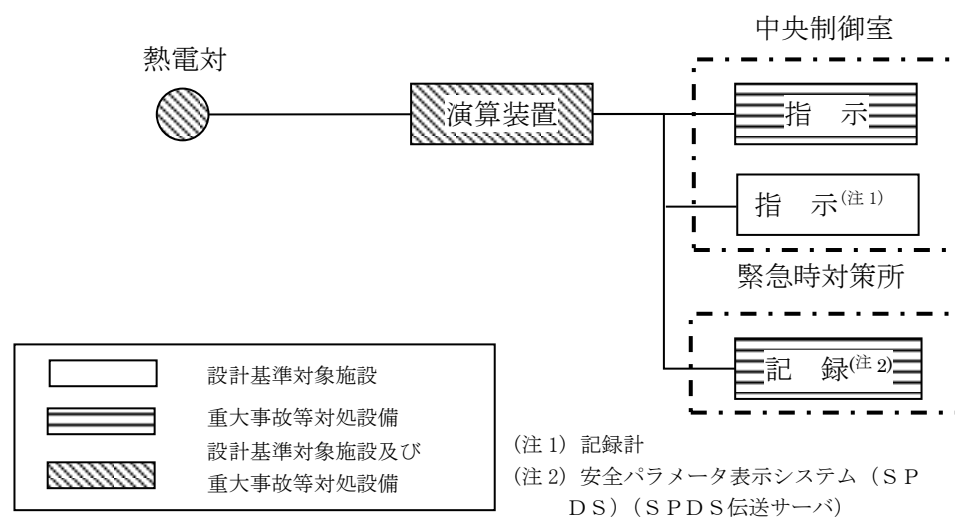 中央制御室
熱電対
演算装置
指　示
指　示(注1)
緊急時対策所
記　録(注2)
設計基準対象施設
重大事故等対処設備
設計基準対象施設及び
重大事故等対処設備
(注1) 記録計
(注2) 安全パラメータ表示システム（ＳＰ
ＤＳ）（ＳＰＤＳ伝送サーバ）